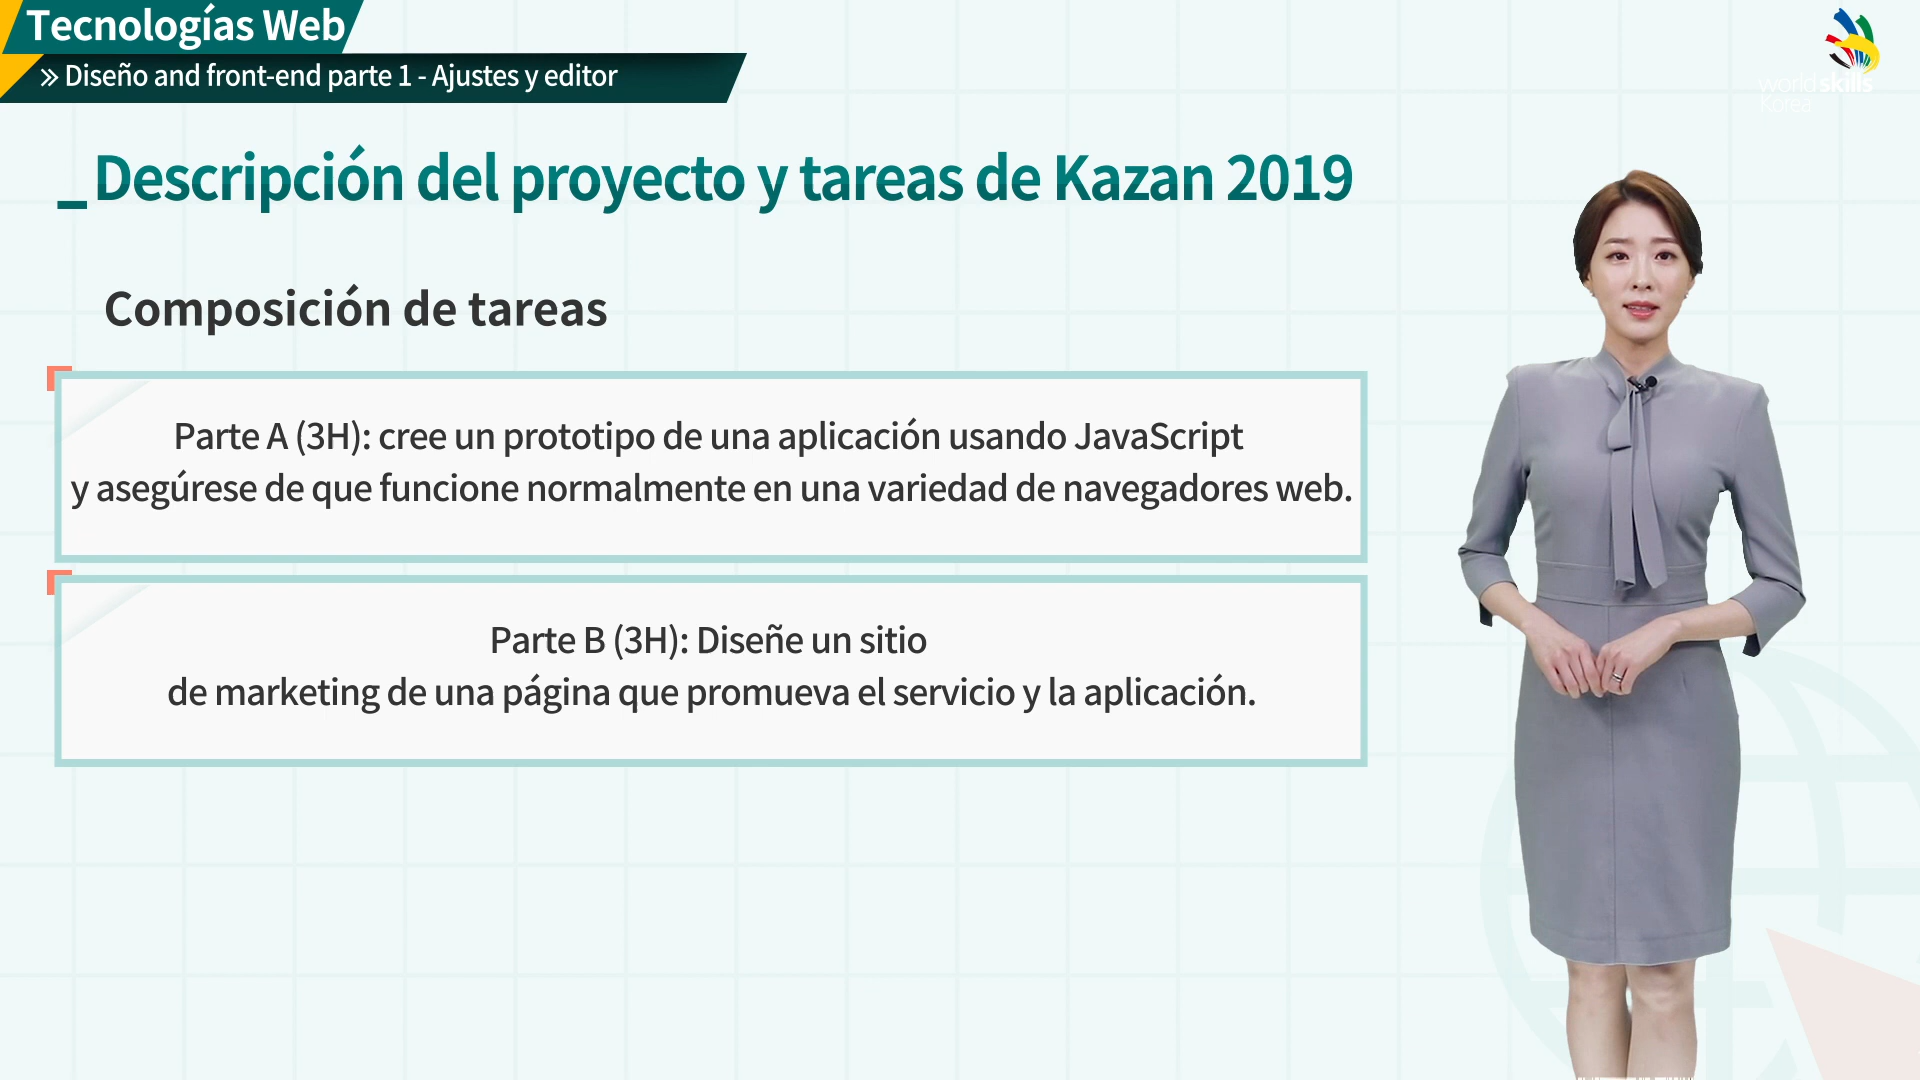 Tecnologías Web
» Diseño and front-end parte 1 - Ajustes y editor
worldskills
Korea
_Descripción del proyecto y tareas de Kazan 2019
Composición de tareas
Parte A (3H): cree un prototipo de una aplicación usando JavaScript
y asegúrese de que funcione normalmente en una variedad de navegadores web.
Parte B (3H): Diseñe un sitio
de marketing de una página que promueva el servicio y la aplicación.